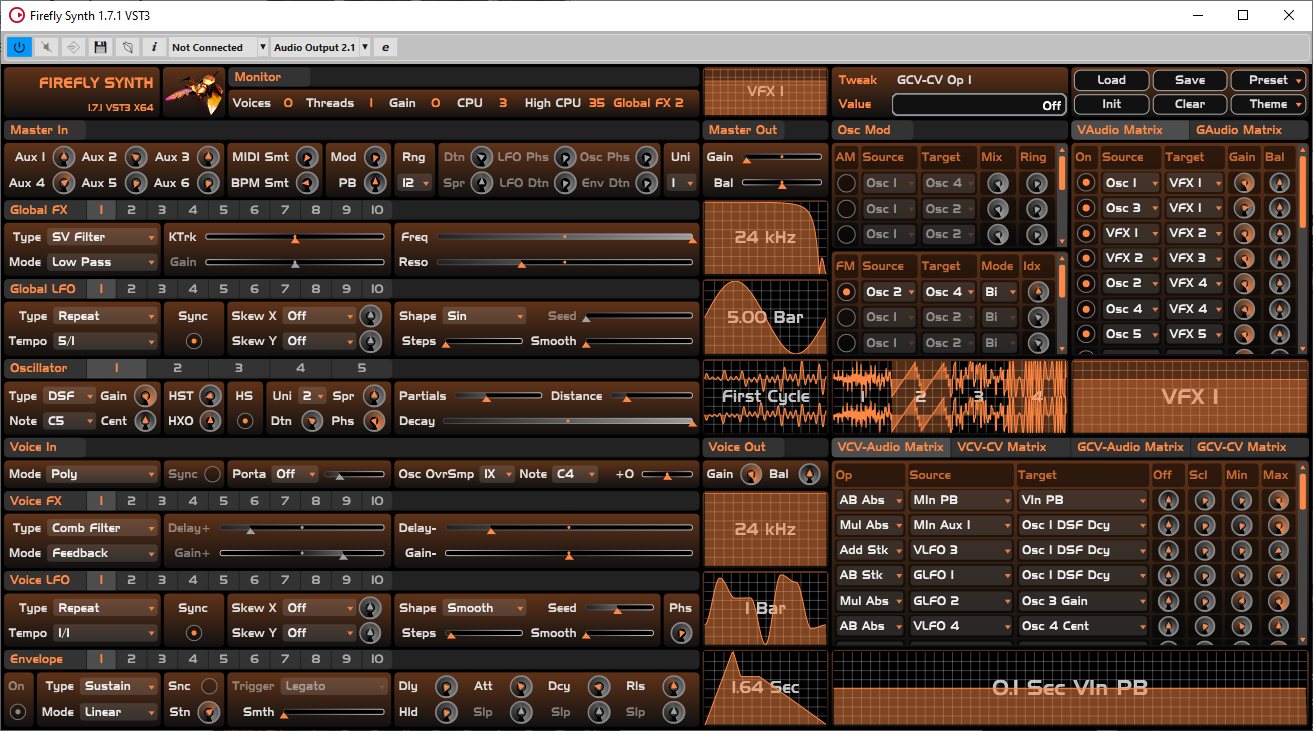 Firefly Synth 1.7.1 VST3
i Not Connected Audio Output 2.1 e
FIREFLY SYNTH
1.7.1 VST3 X64
Monitor
Voices 0 Threads 1 Gain 0 CPU 3 High CPU 35 Global FX 2
VFX 1
Tweak GCV-CV Op 1
Value Off
Load Save Preset
Init Clear Theme
Master In
Aux 1 Aux 2 Aux 3 MIDI Smt Mod Rng Dtn LFO Phs Osc Phs Uni
Aux 4 Aux 5 Aux 6 BPM Smt PB 12 Spr LFO Dtn Env Dtn 1
Master Out
Gain
Bal
Global FX 1 2 3 4 5 6 7 8 9 10
Type SV Filter KTrk Freq
Mode Low Pass Gain Reso
24 kHz
Global LFO 1 2 3 4 5 6 7 8 9 10
Type Repeat Sync Skew X Off Shape Sin Seed
Tempo 5/1 Skew Y Off Steps Smooth
5.00 Bar
Osc Mod
AM Source Target Mix Ring
Osc 1 Osc 4
Osc 1 Osc 2
Osc 1 Osc 2
FM Source Target Mode Idx
Osc 2 Osc 4 Bi
Osc 1 Osc 2 Bi
Osc 1 Osc 2 Bi
VAudio Matrix GAudio Matrix
On Source Target Gain Bal
Osc 1 VFX 1
Osc 3 VFX 1
VFX 1 VFX 2
VFX 2 VFX 3
Osc 2 VFX 4
Osc 4 VFX 4
Osc 5 VFX 5
Oscillator 1 2 3 4 5
Type DSF Gain HST HS Uni 2 Spr Partials Distance
Note C5 Cent HXO Dtn Phs Decay
First Cycle
1 2 3 4
VFX 1
Voice In
Mode Poly Sync Porta Off Osc OvrSmp 1X Note C4 +0
Voice Out
Gain Bal
Voice FX 1 2 3 4 5 6 7 8 9 10
Type Comb Filter Delay+ Delay-
Mode Feedback Gain+ Gain-
24 kHz
Voice LFO 1 2 3 4 5 6 7 8 9 10
Type Repeat Sync Skew X Off Shape Smooth Seed Phs
Tempo 1/1 Skew Y Off Steps Smooth
1 Bar
VCV-Audio Matrix VCV-CV Matrix GCV-Audio Matrix GCV-CV Matrix
Op Source Target Off Scl Min Max
AB Abs MIn PB VIn PB
Mul Abs MIn Aux 1 Osc 1 DSF Dcy
Add Stk VLFO 3 Osc 1 DSF Dcy
AB Stk GLFO 1 Osc 1 DSF Dcy
Mul Abs GLFO 2 Osc 3 Gain
AB Abs VLFO 4 Osc 4 Cent
Envelope 1 2 3 4 5 6 7 8 9 10
On Type Sustain Snc Trigger Legato Dly Att Dcy Rls
Mode Linear Stn Smth Hld Slp Slp Slp
1.64 Sec
0.1 Sec VIn PB